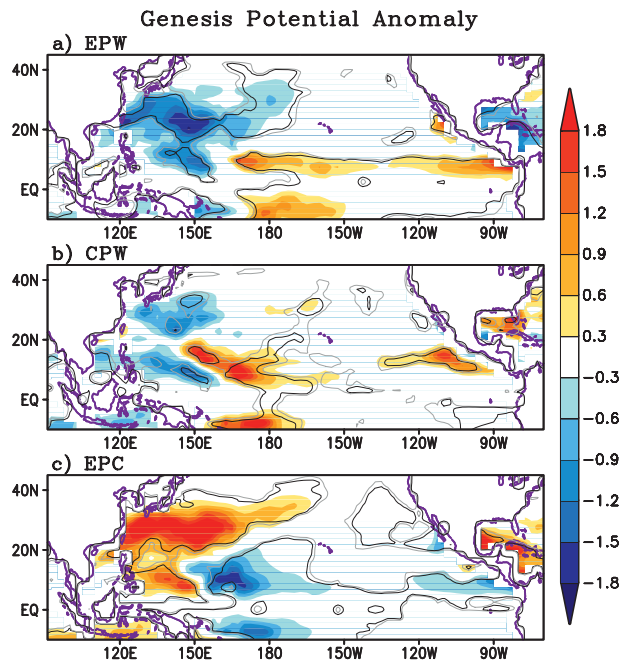 Genesis Potential Anomaly
a) EPW
40N
20N
EQ
120E 150E 180 150W 120W 90W
b) CPW
40N
20N
EQ
120E 150E 180 150W 120W 90W
c) EPC
40N
20N
EQ
120E 150E 180 150W 120W 90W
1.8
1.5
1.2
0.9
0.6
0.3
-0.3
-0.6
-0.9
-1.2
-1.5
-1.8